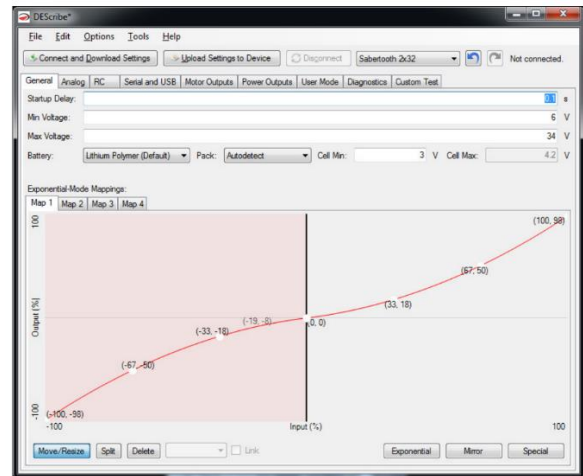 DEScribe*
File Edit Options Tools Help
Connect and Download Settings Upload Settings to Device Disconnect Sabertooth 2x32 Not connected.
General Analog RC Serial and USB Motor Outputs Power Outputs User Mode Diagnostics Custom Test
Startup Delay: 0.1 s
Min Voltage: 6 V
Max Voltage: 34 V
Battery: Lithium Polymer (Default) Pack: Autodetect Cell Min: 3 V Cell Max: 4.2 V
Exponential-Mode Mappings:
Map 1 Map 2 Map 3 Map 4
100
(100, 98)
(67, 50)
(33, 18)
(0, 0)
(-19, -8)
(-33, -18)
Output (%)
(-67, -50)
(-100, -98)
-100
-100 Input (%) 100
Move/Resize Split Delete Link Exponential Mirror Special